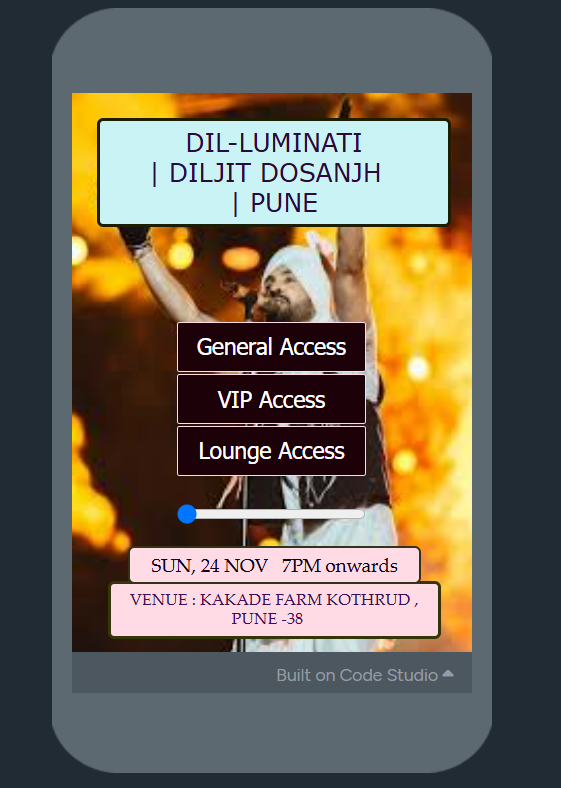 DIL-LUMINATI
| DILJIT DOSANJH
| PUNE
General Access
VIP Access
Lounge Access
SUN, 24 NOV 7PM onwards
VENUE : KAKADE FARM KOTHRUD ,
PUNE -38
Built on Code Studio